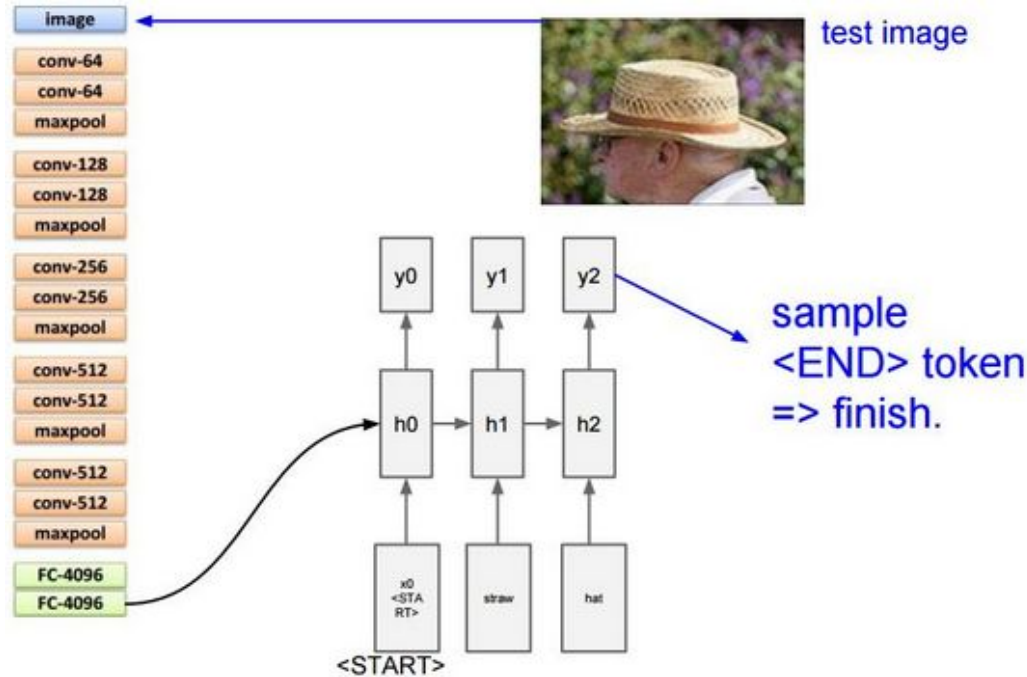 image
test image
conv-64
conv-64
maxpool
conv-128
conv-128
maxpool
conv-256
conv-256
maxpool
conv-512
conv-512
maxpool
conv-512
conv-512
maxpool
FC-4096
FC-4096
y0
y1
y2
sample
<END> token
=> finish.
h0
h1
h2
x0
<STA
RT>
straw
hat
<START>